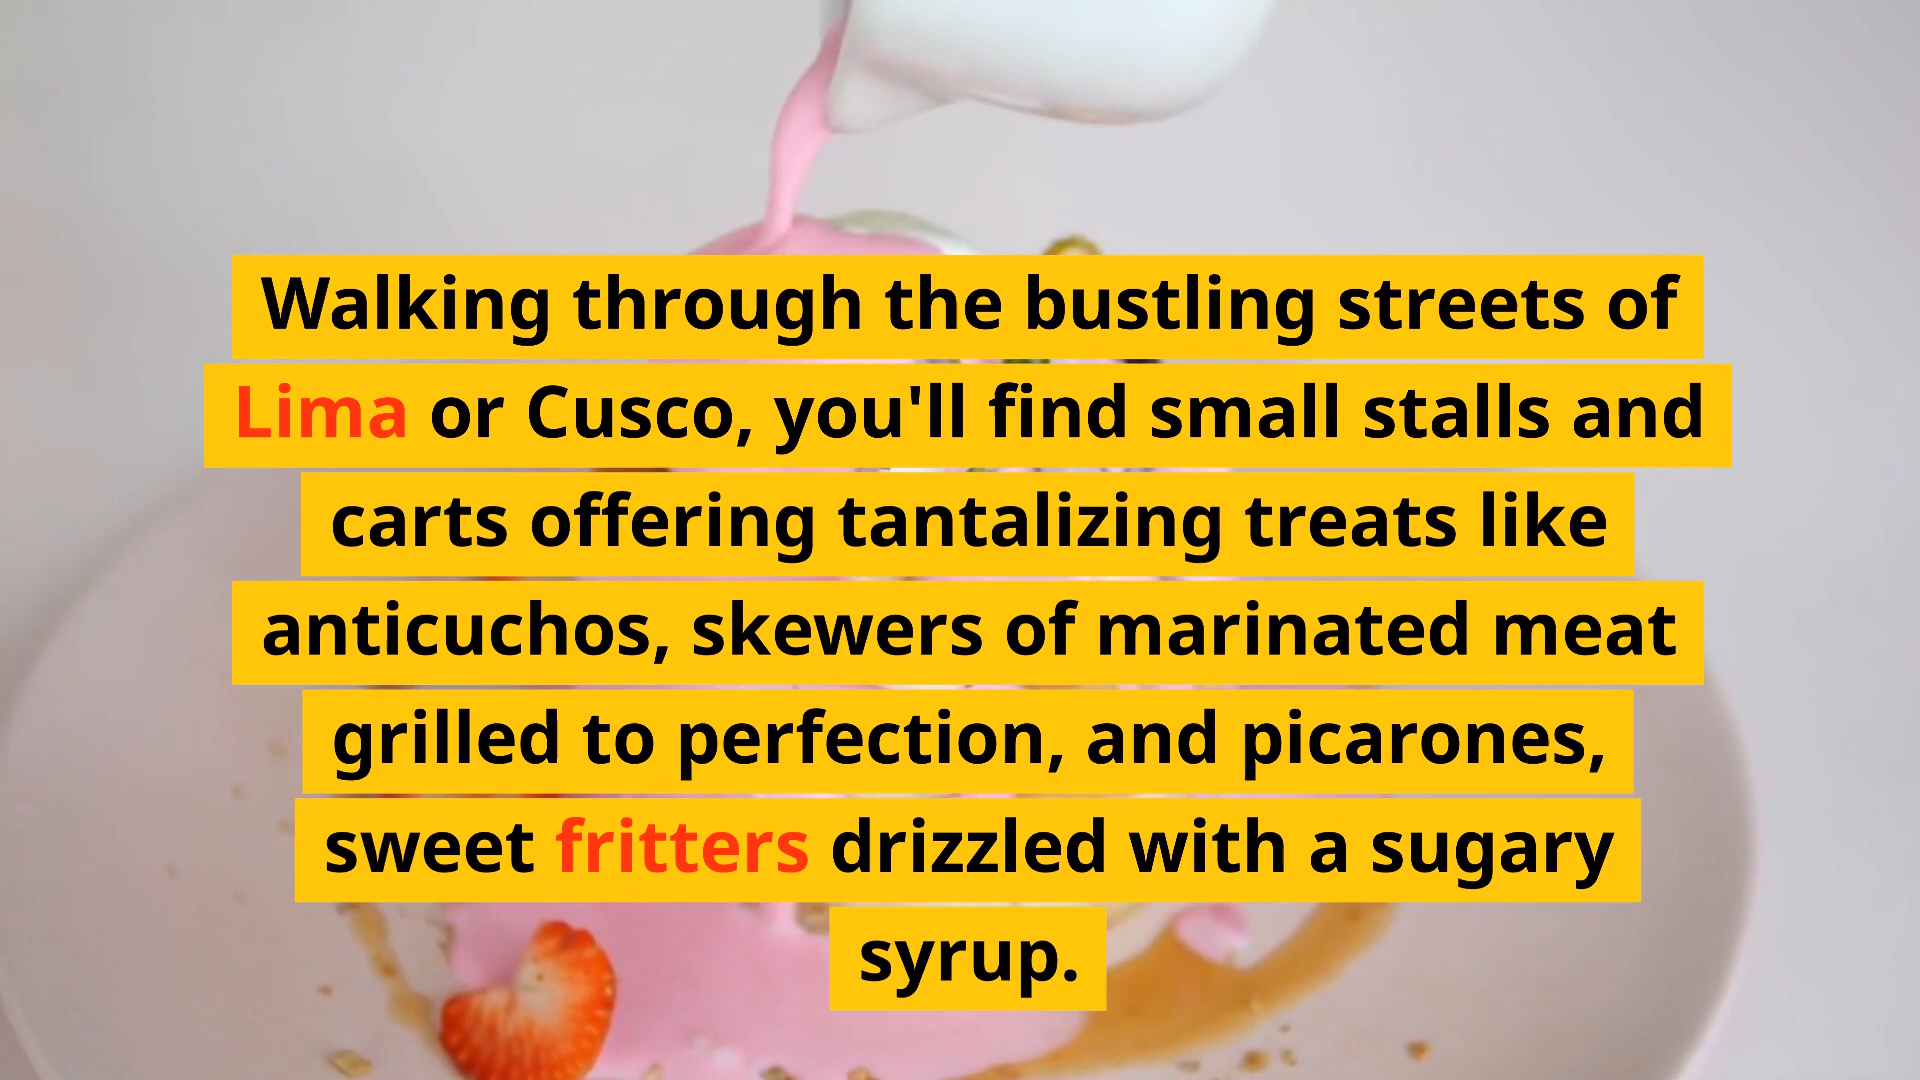 Walking through the bustling streets of
Lima or Cusco, you'll find small stalls and
carts offering tantalizing treats like
anticuchos, skewers of marinated meat
grilled to perfection, and picarones,
sweet fritters drizzled with a sugary
syrup.